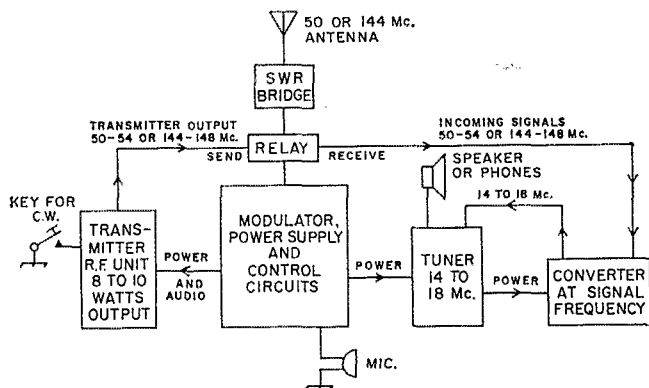 50 OR 144 Mc.
ANTENNA
SWR
BRIDGE
TRANSMITTER OUTPUT
50-54 OR 144-148 Mc.
INCOMING SIGNALS
50-54 OR 144-148 Mc.
SEND
RELAY
RECEIVE
SPEAKER
OR PHONES
14 TO 18 Mc.
KEY FOR
C.W.
TRANS-
MITTER
R.F. UNIT
8 TO 10
WATTS
OUTPUT
POWER
AND
AUDIO
MODULATOR,
POWER SUPPLY
AND
CONTROL
CIRCUITS
POWER
TUNER
14 TO
18 Mc.
POWER
CONVERTER
AT SIGNAL
FREQUENCY
MIC.